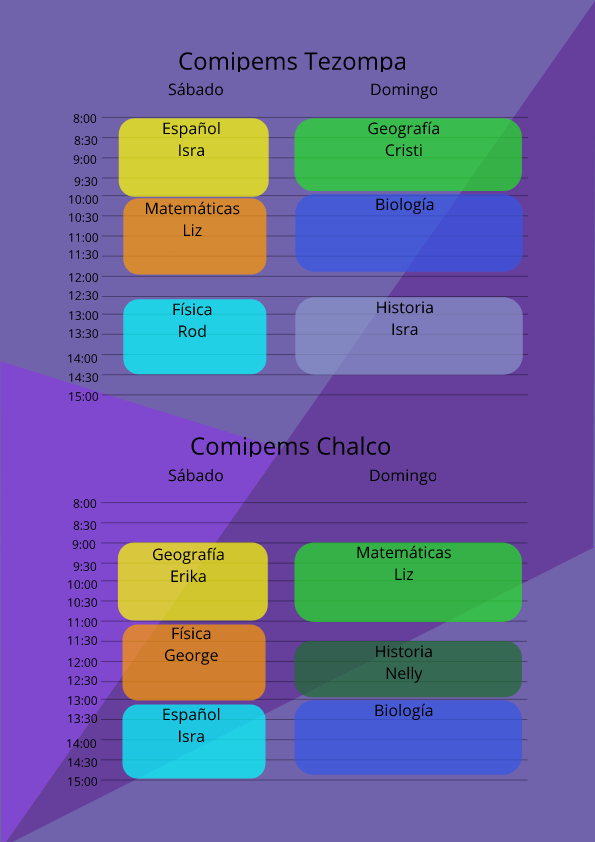 Comipems Tezompa
Sábado Domingo
8:00
Español Geografía
8:30
Isra Cristi
9:00
9:30
10:00
Matemáticas Biología
10:30
Liz
11:00
11:30
12:00
12:30
Física Historia
13:00
Rod Isra
13:30
14:00
14:30
15:00
Comipems Chalco
Sábado Domingo
8:00
8:30
9:00
Geografía Matemáticas
9:30
Erika Liz
10:00
10:30
11:00
Física
11:30
George Historia
12:00
Nelly
12:30
13:00
Español Biología
13:30
Isra
14:00
14:30
15:00